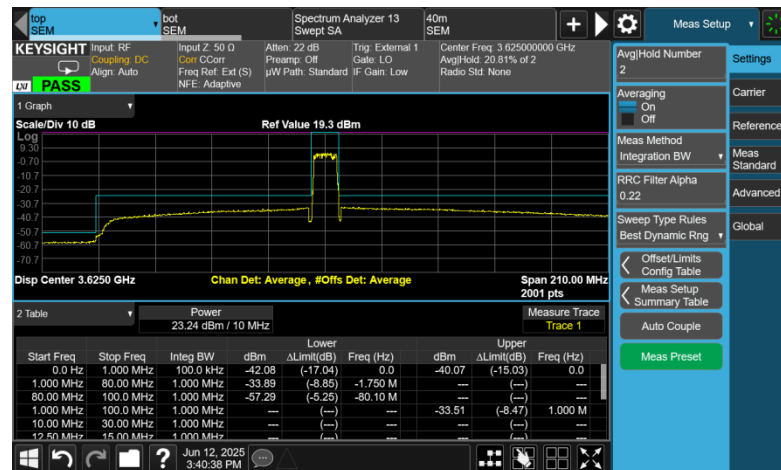 top
SEM
bot
SEM
Spectrum Analyzer 13
Swept SA
40m
SEM
Meas Setup
KEYSIGHT
Input: RF
Coupling: DC
Align: Auto
Input Z: 50 Ω
Corr CCorr
Freq Ref: Ext (S)
NFE: Adaptive
Atten: 22 dB
Preamp: Off
µW Path: Standard
Trig: External 1
Gate: LO
IF Gain: Low
Center Freq: 3.625000000 GHz
Avg|Hold: 20.81% of 2
Radio Std: None
LXI
PASS
1 Graph
Scale/Div 10 dB
Ref Value 19.3 dBm
Log
9.30
-0.70
-10.7
-20.7
-30.7
-40.7
-50.7
-60.7
-70.7
Disp Center 3.6250 GHz
Chan Det: Average, #Offs Det: Average
Span 210.00 MHz
2001 pts
2 Table
Power
23.24 dBm / 10 MHz
Measure Trace
Trace 1
Lower Upper
Start Freq Stop Freq Integ BW dBm ΔLimit(dB) Freq (Hz) dBm ΔLimit(dB) Freq (Hz)
0.0 Hz 1.000 MHz 100.0 kHz -42.08 (-17.04) 0.0 -40.07 (-15.03) 0.0
1.000 MHz 80.00 MHz 1.000 MHz -33.89 (-8.85) -1.750 M --- (---) ---
80.00 MHz 100.0 MHz 1.000 MHz -57.29 (-5.25) -80.10 M --- (---) ---
1.000 MHz 100.0 MHz 1.000 MHz --- (---) --- -33.51 (-8.47) 1.000 M
10.00 MHz 30.00 MHz 1.000 MHz --- (---) --- --- (---) ---
12.50 MHz 15.00 MHz 1.000 MHz --- (---) --- --- (---) ---
Jun 12, 2025
3:40:38 PM
Avg|Hold Number
2
Averaging
On
Off
Meas Method
Integration BW
RRC Filter Alpha
0.22
Sweep Type Rules
Best Dynamic Rng
Offset/Limits
Config Table
Meas Setup
Summary Table
Auto Couple
Meas Preset
Settings
Carrier
Reference
Meas
Standard
Advanced
Global